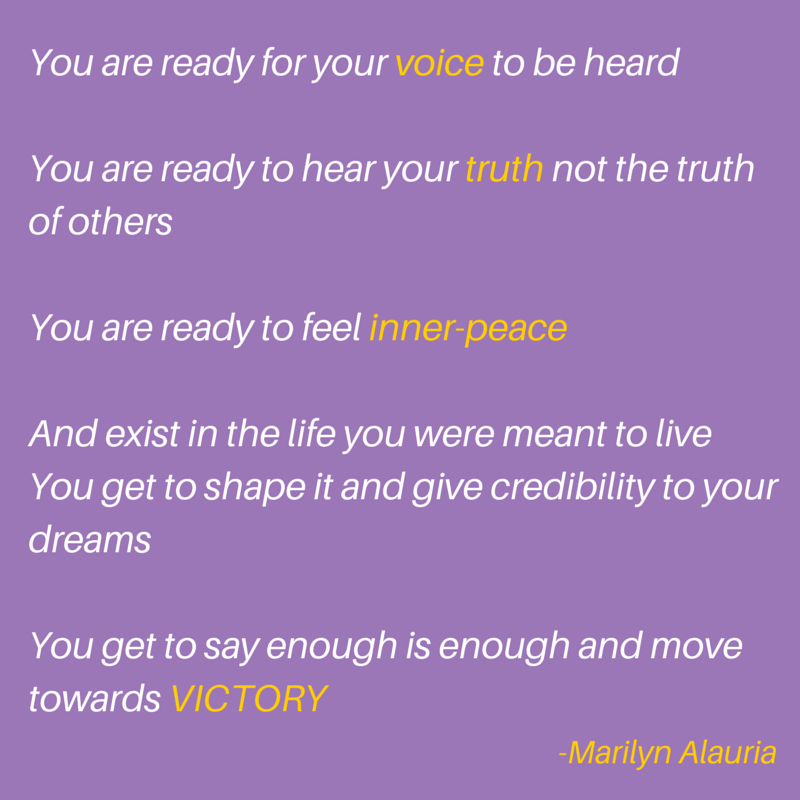 You are ready for your voice to be heard
You are ready to hear your truth not the truth
of others
You are ready to feel inner-peace
And exist in the life you were meant to live
You get to shape it and give credibility to your
dreams
You get to say enough is enough and move
towards VICTORY
-Marilyn Alauria